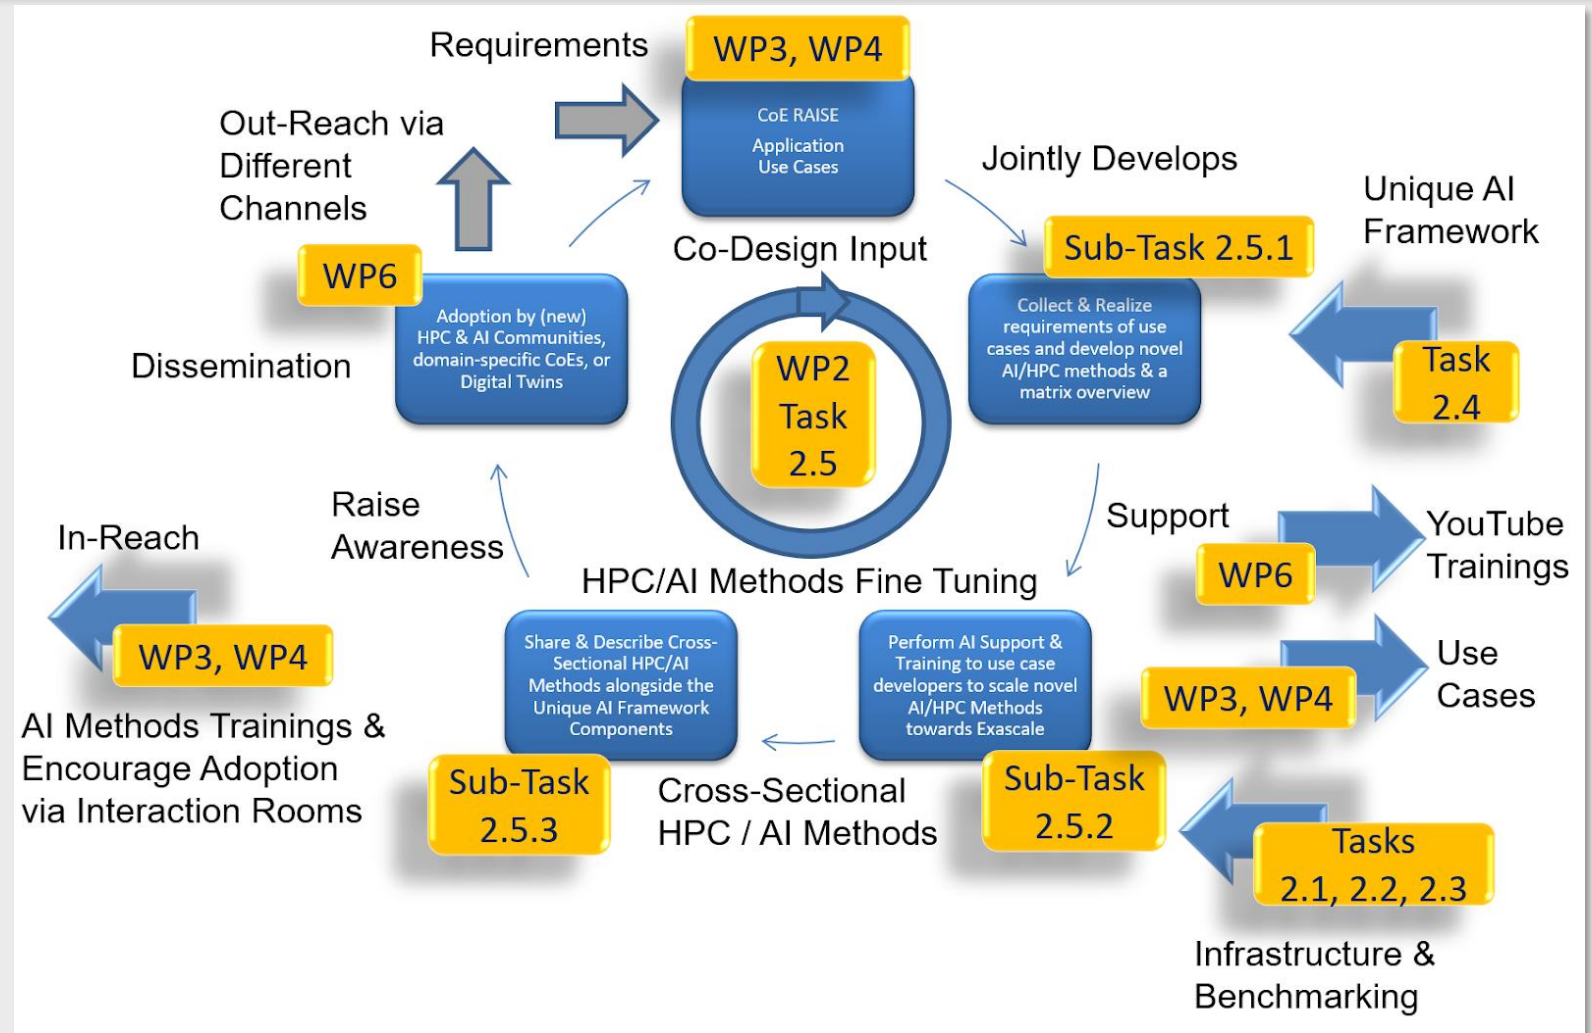 Requirements
WP3, WP4
CoE RAISE
Application
Use Cases
Out-Reach via
Different
Channels
Jointly Develops
Unique AI
Framework
Co-Design Input
Sub-Task 2.5.1
WP6
Adoption by (new)
HPC & AI Communities,
domain-specific CoEs, or
Digital Twins
Collect & Realize
requirements of use
cases and develop novel
AI/HPC methods & a
matrix overview
Dissemination
WP2
Task
2.5
Task
2.4
Raise
Awareness
Support
In-Reach
YouTube
Trainings
WP6
HPC/AI Methods Fine Tuning
WP3, WP4
Share & Describe Cross-
Sectional HPC/AI
Methods alongside the
Unique AI Framework
Components
Perform AI Support &
Training to use case
developers to scale novel
AI/HPC Methods
towards Exascale
Use
Cases
WP3, WP4
AI Methods Trainings &
Encourage Adoption
via Interaction Rooms
Sub-Task
2.5.3
Cross-Sectional
HPC / AI Methods
Sub-Task
2.5.2
Tasks
2.1, 2.2, 2.3
Infrastructure &
Benchmarking